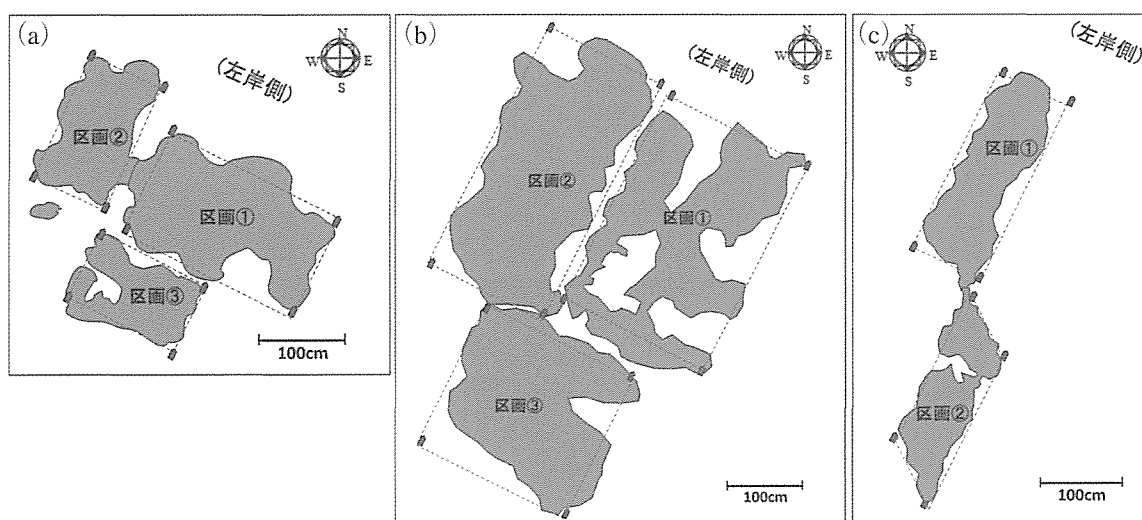 (a)
N
W E
S
(左岸側)
区画②
区画①
区画③
100cm
(b)
N
W E
S
(左岸側)
区画②
区画①
区画③
100cm
(c)
(左岸側)
N
W E
S
区画①
区画②
100cm